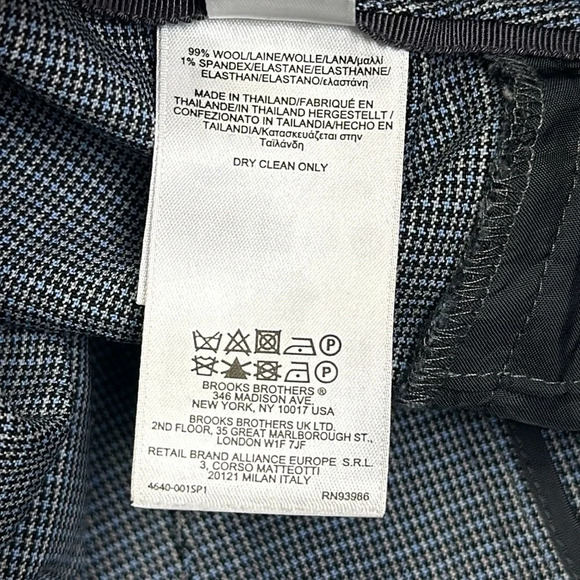 99% WOOL/LAINE/WOLLE/LANA/μαλλί
1% SPANDEX/ELASTANE/ELASTHANNE/
ELASTHAN/ELASTANO/ελαστάνη
MADE IN THAILAND/FABRIQUÉ EN
THAILANDE/IN THAILAND HERGESTELLT/
CONFEZIONATO IN TAILANDIA/HECHO EN
TAILANDIA/Κατασκευάζεται στην
Ταϊλάνδη
DRY CLEAN ONLY
P
P
BROOKS BROTHERS ®
346 MADISON AVE.
NEW YORK, NY 10017 USA
BROOKS BROTHERS UK LTD.
2ND FLOOR, 35 GREAT MARLBOROUGH ST.,
LONDON W1F 7JF
RETAIL BRAND ALLIANCE EUROPE S.R.L.
3, CORSO MATTEOTTI
20121 MILAN ITALY
4640-001SP1 RN93986